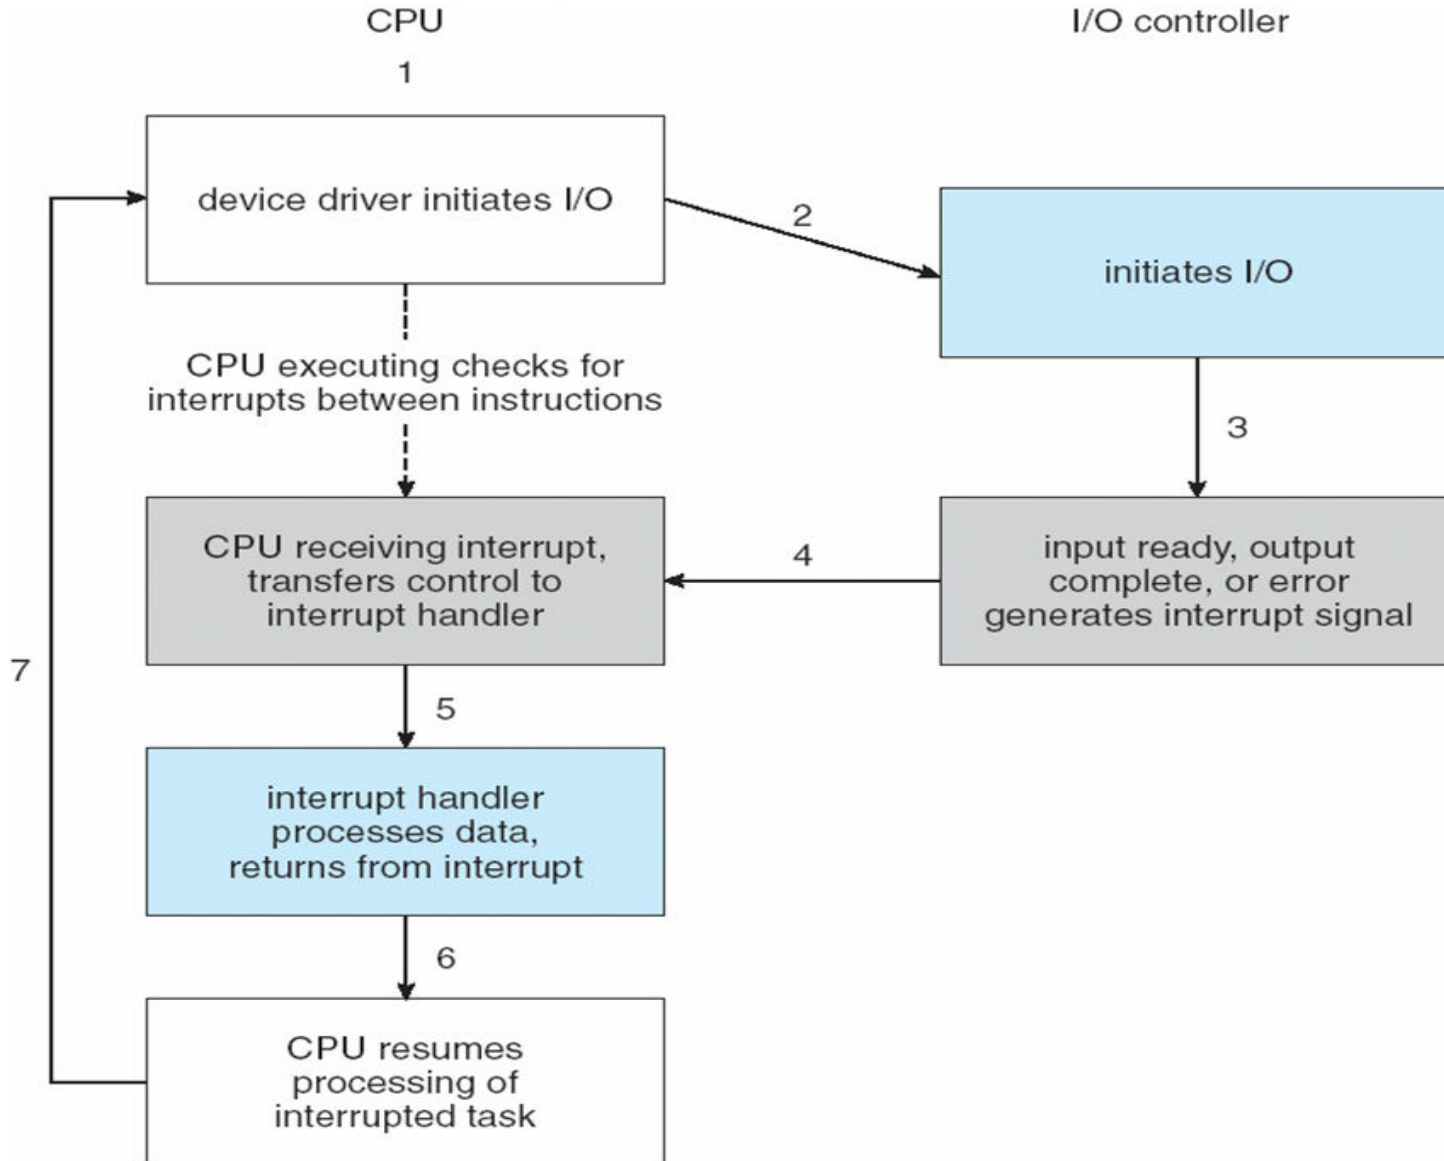 CPU
I/O controller
1
device driver initiates I/O
2
initiates I/O
CPU executing checks for
interrupts between instructions
3
CPU receiving interrupt,
transfers control to
interrupt handler
4
input ready, output
complete, or error
generates interrupt signal
7
5
interrupt handler
processes data,
returns from interrupt
6
CPU resumes
processing of
interrupted task